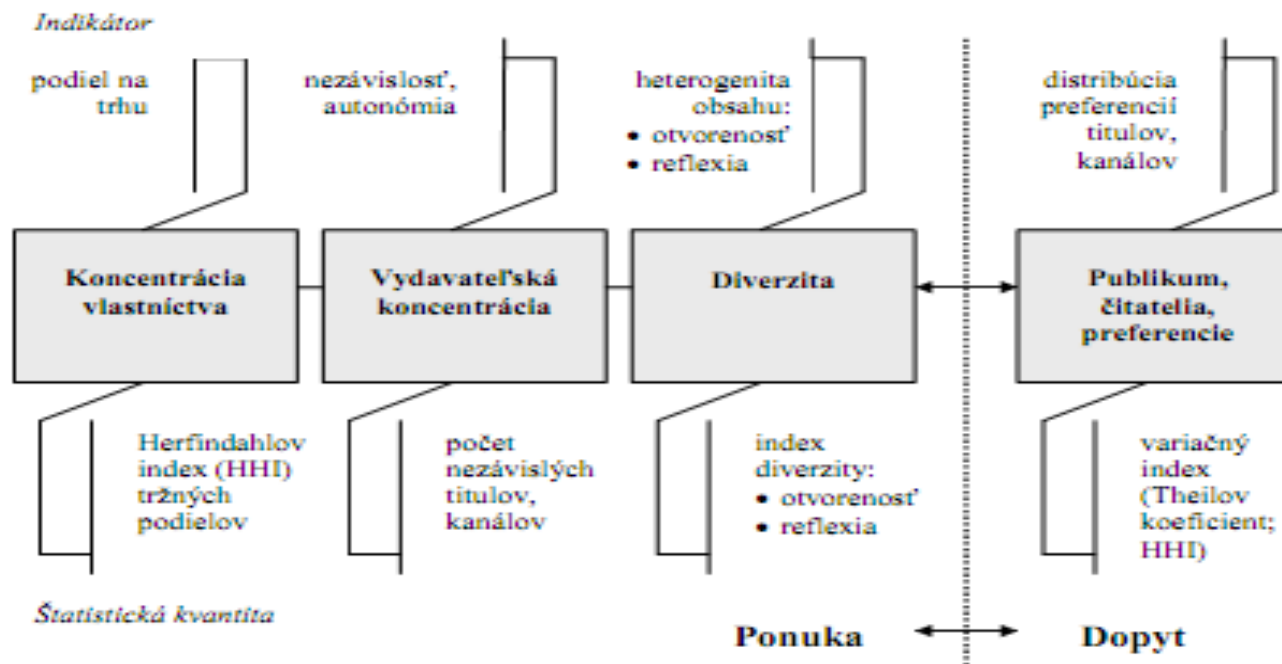 Indikátor
podiel na
trhu
nezávislosť,
autonómia
heterogenita
obsahu:
• otvorenosť
• reflexia
distribúcia
preferencií
titulov,
kanálov
Koncentrácia
vlastníctva
Vydavateľská
koncentrácia
Diverzita
Publikum,
čitatelia,
preferencie
Herfindahlov
index (HHI)
tržných
podielov
počet
nezávislých
titulov,
kanálov
index
diverzity:
• otvorenosť
• reflexia
variačný
index
(Theilov
koeficient;
HHI)
Štatistická kvantita
Ponuka
Dopyt